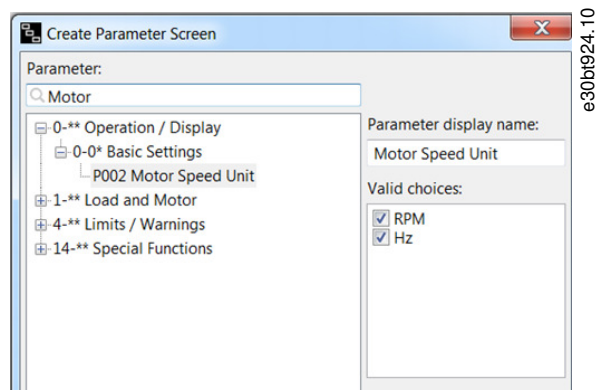 Create Parameter Screen
X
Parameter:
Motor
0-** Operation / Display
0-0* Basic Settings
P002 Motor Speed Unit
1-** Load and Motor
4-** Limits / Warnings
14-** Special Functions
Parameter display name:
Motor Speed Unit
Valid choices:
RPM
Hz
e30bt924.10